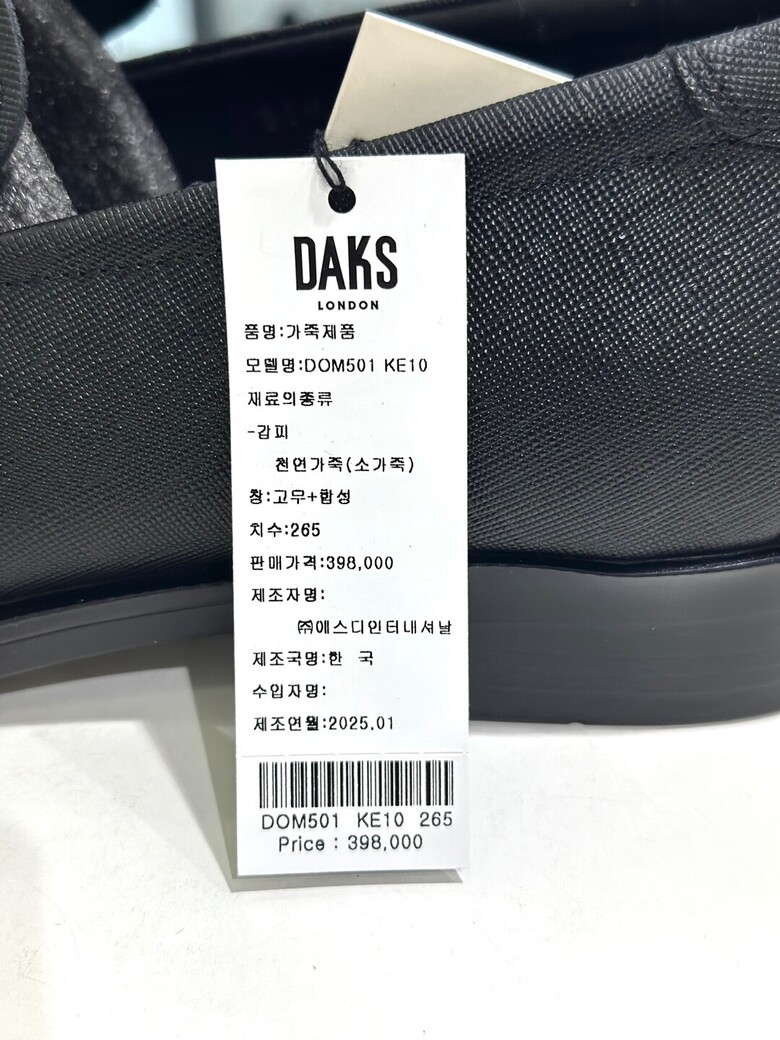 DAKS
LONDON
품명:가죽제품
모델명:DOM501 KE10
재료의종류
-갑피
천연가죽(소가죽)
창:고무+합성
치수:265
판매가격:398,000
제조자명:
㈜에스디인터내셔날
제조국명:한 국
수입자명:
제조연월:2025.01
DOM501 KE10 265
Price : 398,000